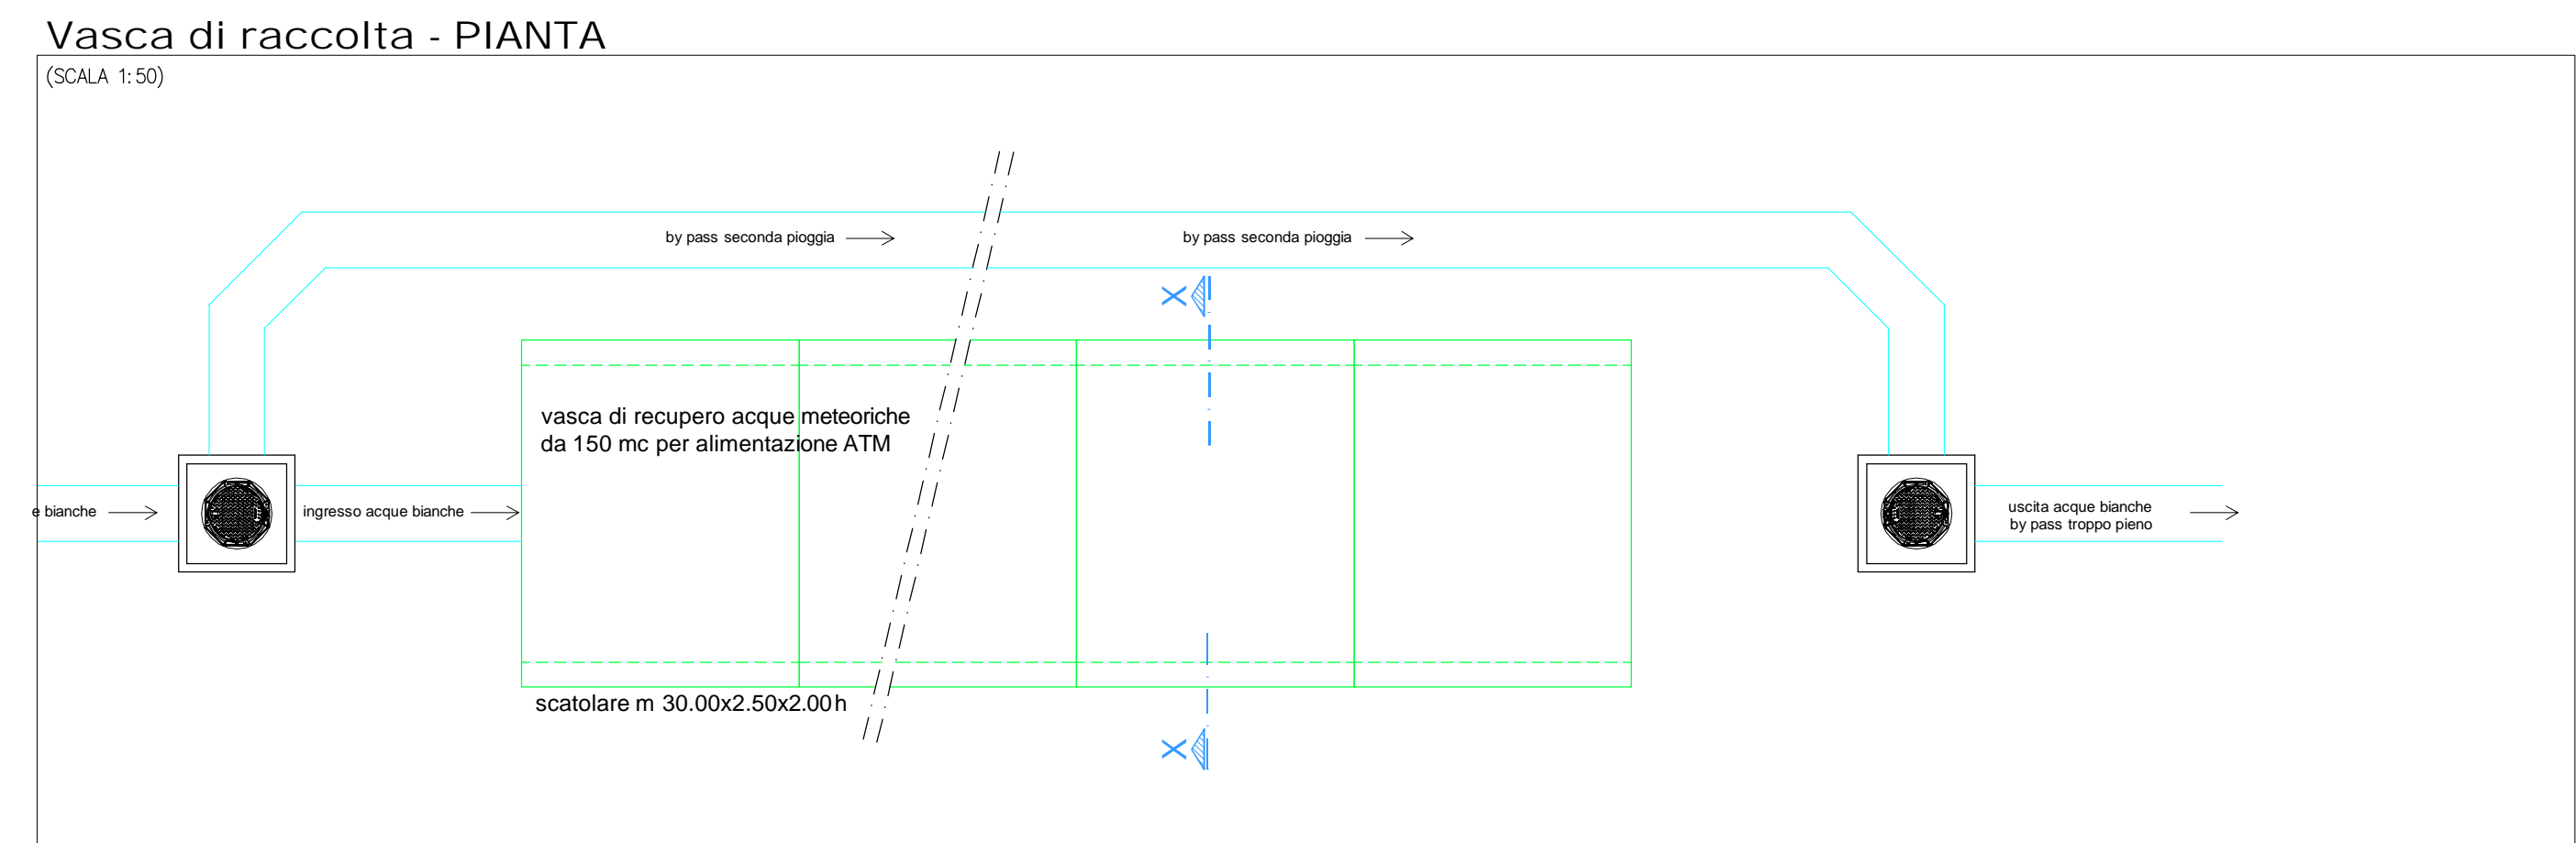 Vasca di raccolta - PIANTA
(SCALA 1:50)
by pass seconda pioggia
by pass seconda pioggia
X
vasca di recupero acque meteoriche
da 150 mc per alimentazione ATM
e bianche
ingresso acque bianche
uscita acque bianche
by pass troppo pieno
scatolare m 30.00x2.50x2.00h
X